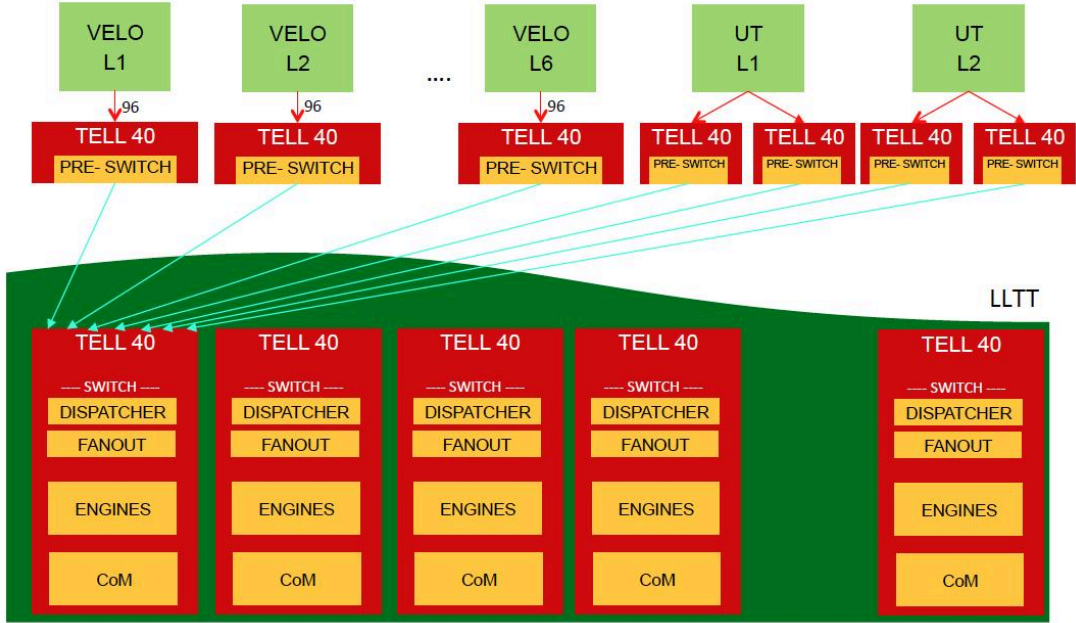 VELO
L1
VELO
L2
....
VELO
L6
UT
L1
UT
L2
96
96
96
TELL 40
PRE- SWITCH
TELL 40
PRE- SWITCH
TELL 40
PRE- SWITCH
TELL 40
PRE- SWITCH
TELL 40
PRE- SWITCH
TELL 40
PRE- SWITCH
TELL 40
PRE- SWITCH
LLTT
TELL 40
---- SWITCH ----
DISPATCHER
FANOUT
ENGINES
CoM
TELL 40
---- SWITCH ----
DISPATCHER
FANOUT
ENGINES
CoM
TELL 40
---- SWITCH ----
DISPATCHER
FANOUT
ENGINES
CoM
TELL 40
---- SWITCH ----
DISPATCHER
FANOUT
ENGINES
CoM
TELL 40
---- SWITCH ----
DISPATCHER
FANOUT
ENGINES
CoM